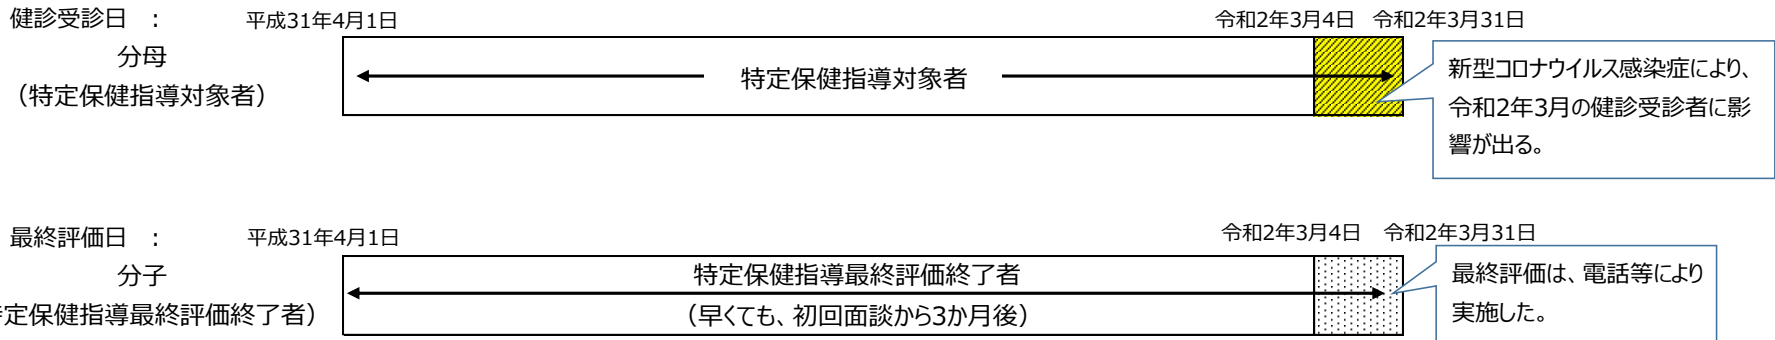 健診受診日 : 平成31年4月1日 令和2年3月4日 令和2年3月31日
分母
(特定保健指導対象者)
特定保健指導対象者
新型コロナウイルス感染症により、
令和2年3月の健診受診者に影
響が出る。
最終評価日 : 平成31年4月1日 令和2年3月4日 令和2年3月31日
分子
定保健指導最終評価終了者)
特定保健指導最終評価終了者
(早くても、初回面談から3か月後)
最終評価は、電話等により
実施した。